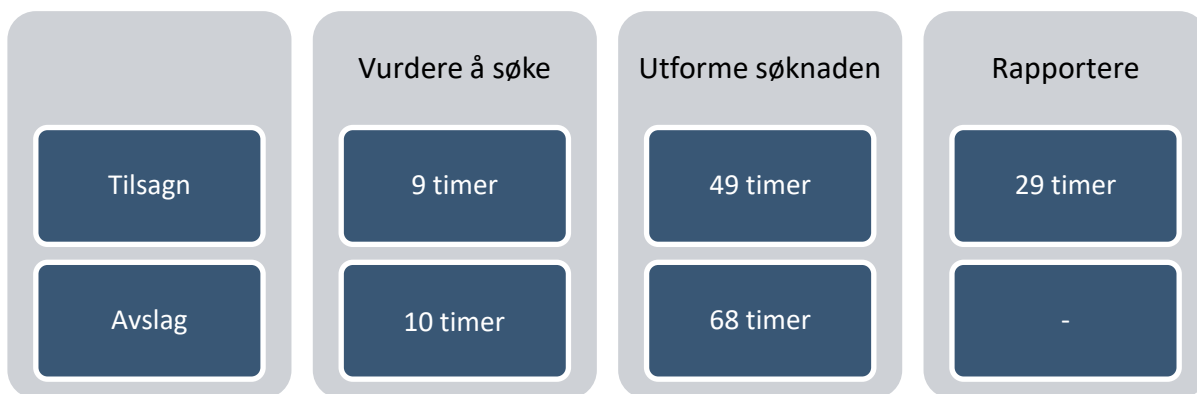 Vurdere å søke
Utforme søknaden
Rapportere
Tilsagn
9 timer
49 timer
29 timer
Avslag
10 timer
68 timer
-